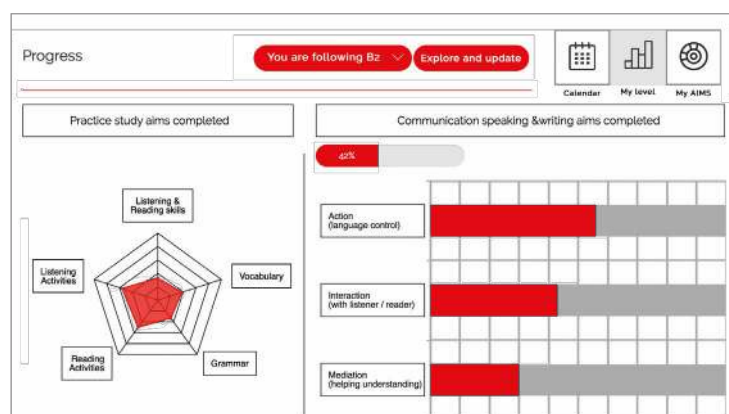 Progress
You are following B2
Explore and update
Calendar
My level
My AIMS
Practice study aims completed
Communication speaking &writing aims completed
42%
Listening &
Reading skills
Listening
Activities
Vocabulary
Reading
Activities
Grammar
Action
(language control)
Interaction
(with listener / reader)
Mediation
(helping understanding)